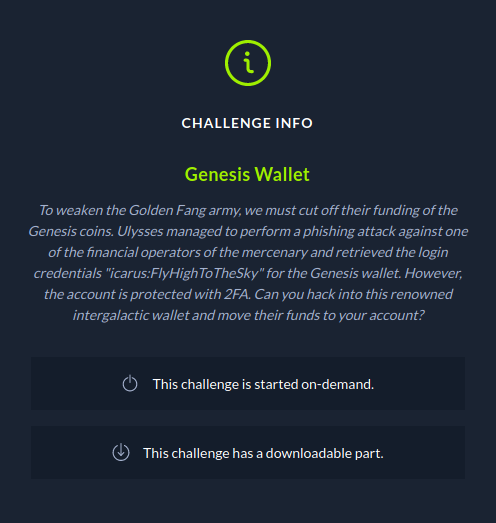 CHALLENGE INFO
Genesis Wallet
To weaken the Golden Fang army, we must cut off their funding of the
Genesis coins. Ulysses managed to perform a phishing attack against one
of the financial operators of the mercenary and retrieved the login
credentials "icarus:FlyHighToTheSky" for the Genesis wallet. However,
the account is protected with 2FA. Can you hack into this renowned
intergalactic wallet and move their funds to your account?
This challenge is started on-demand.
This challenge has a downloadable part.